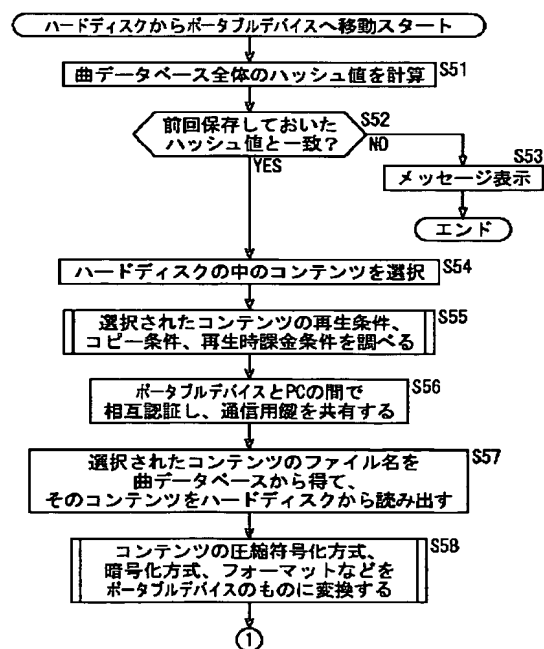 ハードディスクからポータブルデバイスへ移動スタート
曲データベース全体のハッシュ値を計算
S51
前回保存しておいた
ハッシュ値と一致?
S52
NO
YES
S53
メッセージ表示
エンド
ハードディスクの中のコンテンツを選択
S54
選択されたコンテンツの再生条件、
コピー条件、再生時課金条件を調べる
S55
ポータブルデバイスとPCの間で
相互認証し、通信用鍵を共有する
S56
選択されたコンテンツのファイル名を
曲データベースから得て、
そのコンテンツをハードディスクから読み出す
S57
コンテンツの圧縮符号化方式、
暗号化方式、フォーマットなどを
ポータブルデバイスのものに変換する
S58
1